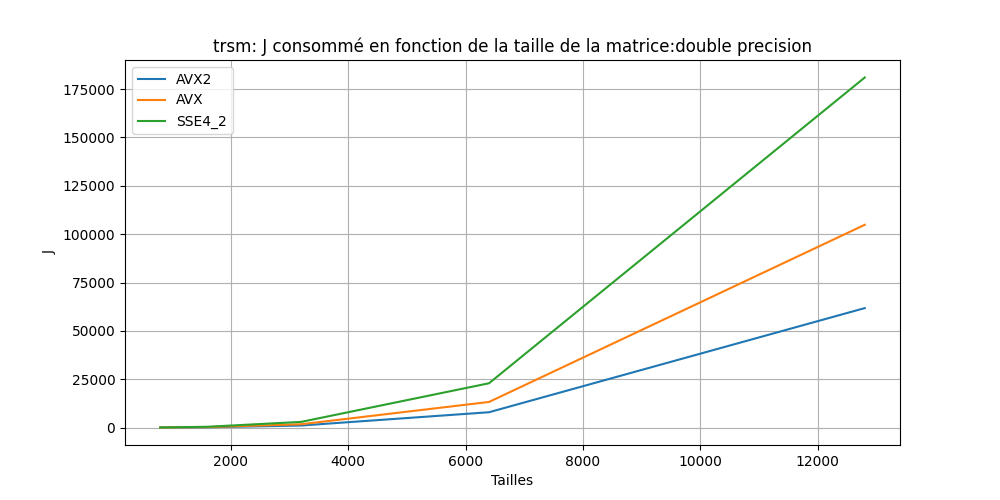 trsm: J consommé en fonction de la taille de la matrice:double precision
AVX2
AVX
SSE4_2
175000
150000
125000
100000
75000
50000
25000
0
J
2000 4000 6000 8000 10000 12000
Tailles